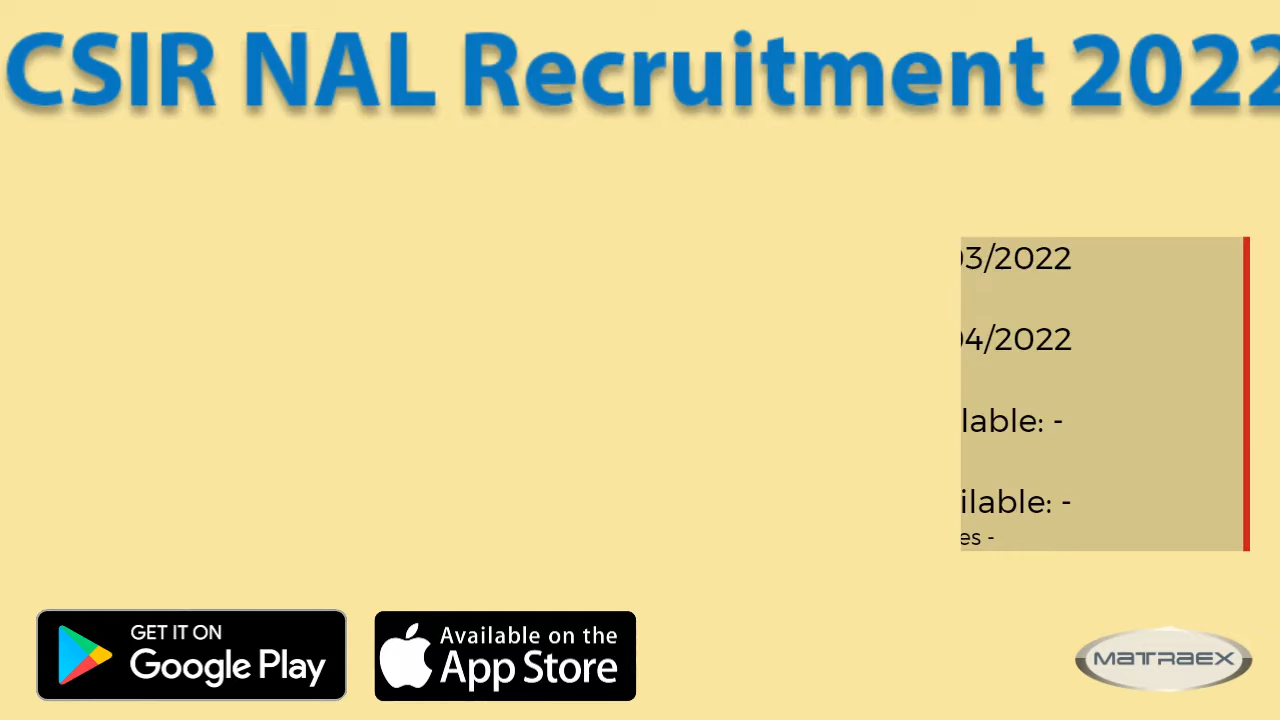 CSIR NAL Recruitment 2022
03/2022
04/2022
lable: -
ilable: -
es -
GET IT ON
Google Play
Available on the
App Store
MATRAEX